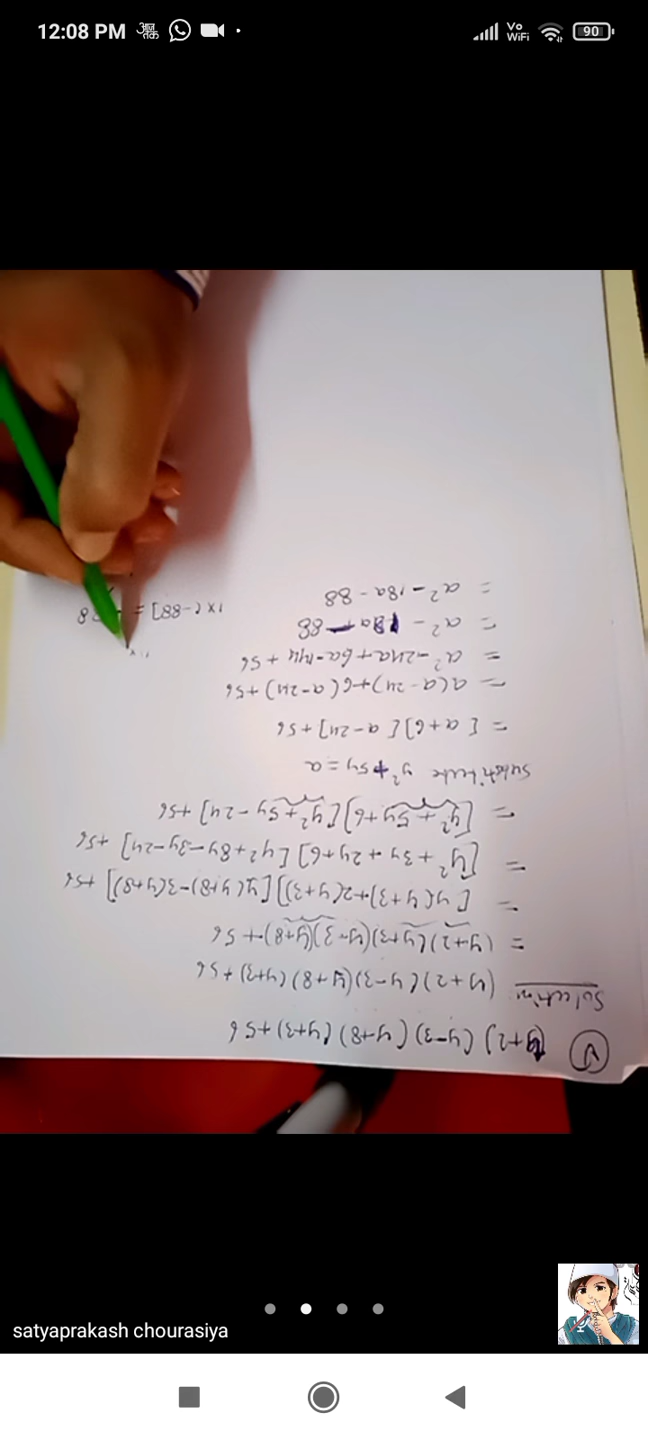 12:08 PM
Vo WiFi 90
V (y+2) (y-3) (y+8) (y+3) +56
Solution (y+2) (y-3) (y+8) (y+3) +56
= (y+2) (y+3) (y-3) (y+8) + 56
= [y(y+3)+2(y+3)] [y(y+8)-3(y+8)] +56
= [y² + 3y + 2y+6] [y²+8y-3y-24] +56
= [y² + 5y +6] [y²+5y-24] +56
Substitute y²+5y=a
= [a+6] [a-24] +56
= a(a-24)+6(a-24) +56
= a²-24a+6a-144 +56
= a² - 18a - 88
= a² - 18a - 88
1×(-88) = 88
satyaprakash chourasiya